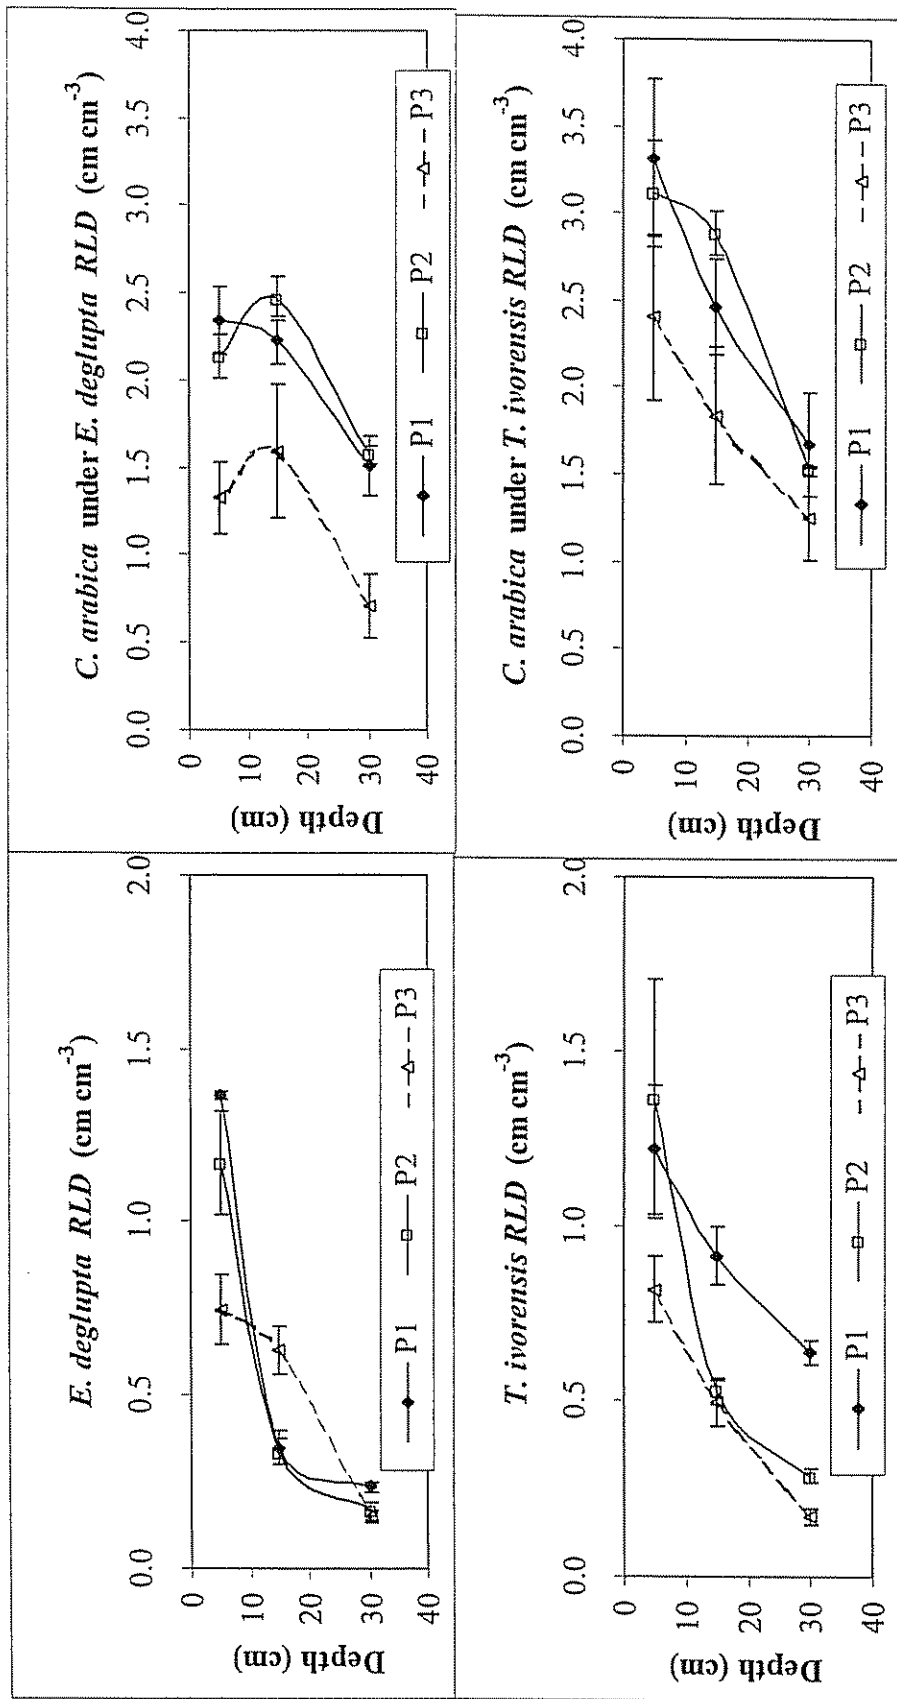 E. deglupta RLD (cm cm-3)
0.0 0.5 1.0 1.5 2.0
0
10
20
30
40
Depth (cm)
P1 P2 P3
C. arabica under E. deglupta RLD (cm cm-3)
0.0 0.5 1.0 1.5 2.0 2.5 3.0 3.5 4.0
0
10
20
30
40
Depth (cm)
P1 P2 P3
T. ivorensis RLD (cm cm-3)
0.0 0.5 1.0 1.5 2.0
0
10
20
30
40
Depth (cm)
P1 P2 P3
C. arabica under T. ivorensis RLD (cm cm-3)
0.0 0.5 1.0 1.5 2.0 2.5 3.0 3.5 4.0
0
10
20
30
40
Depth (cm)
P1 P2 P3